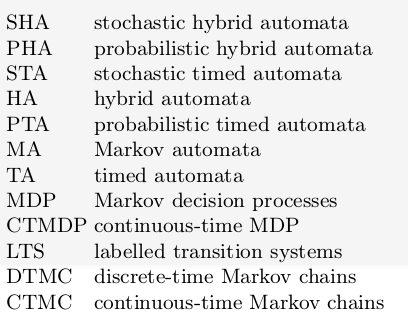 SHA stochastic hybrid automata
PHA probabilistic hybrid automata
STA stochastic timed automata
HA hybrid automata
PTA probabilistic timed automata
MA Markov automata
TA timed automata
MDP Markov decision processes
CTMDP continuous-time MDP
LTS labelled transition systems
DTMC discrete-time Markov chains
CTMC continuous-time Markov chains